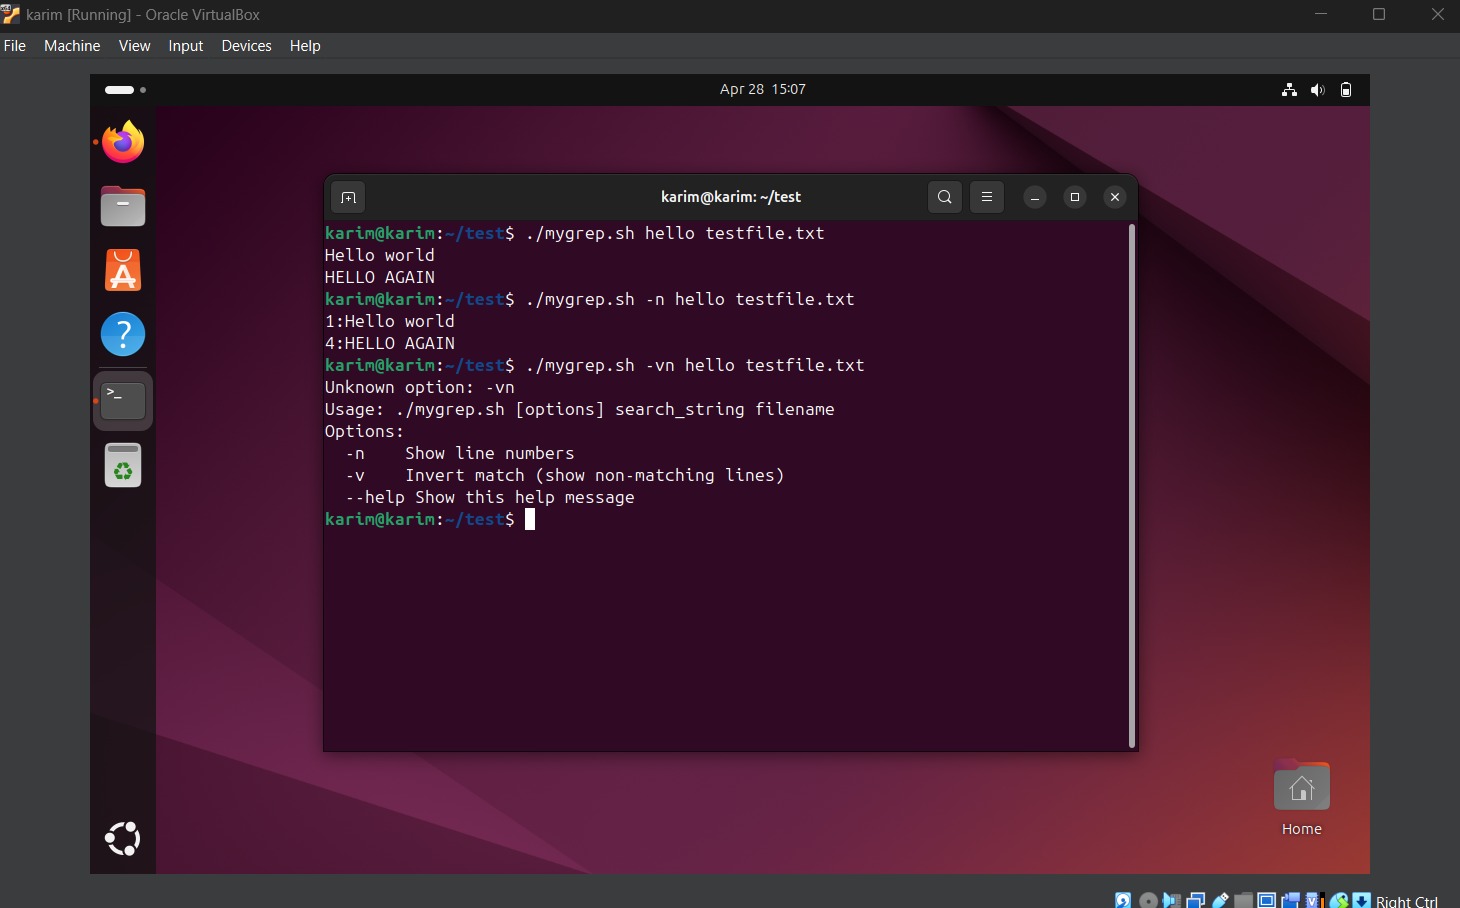 karim [Running] - Oracle VirtualBox
File Machine View Input Devices Help
Apr 28 15:07
karim@karim: ~/test
karim@karim:~/test$ ./mygrep.sh hello testfile.txt
Hello world
HELLO AGAIN
karim@karim:~/test$ ./mygrep.sh -n hello testfile.txt
1:Hello world
4:HELLO AGAIN
karim@karim:~/test$ ./mygrep.sh -vn hello testfile.txt
Unknown option: -vn
Usage: ./mygrep.sh [options] search_string filename
Options:
  -n    Show line numbers
  -v    Invert match (show non-matching lines)
  --help Show this help message
karim@karim:~/test$
Home
Right Ctrl